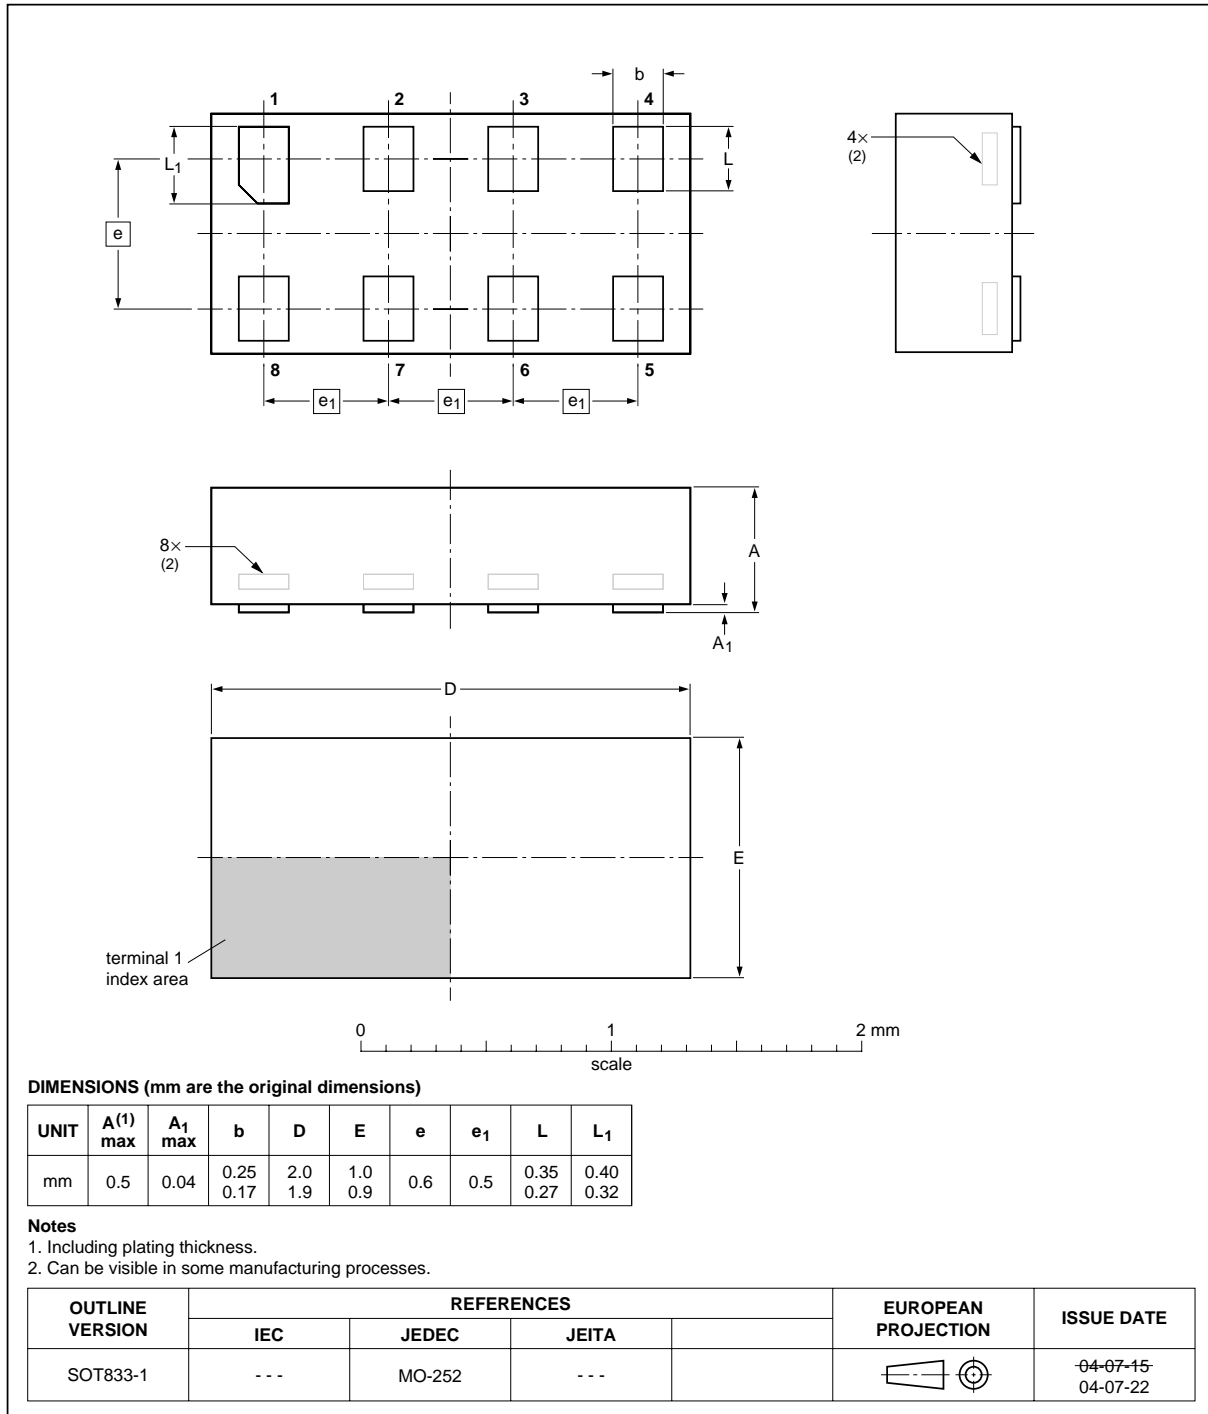 b
1 2 3 4
4×
(2)
L1
L
e
8 7 6 5
e1 e1 e1
8×
(2)
A
A1
D
E
terminal 1
index area
0 1 2 mm
scale
DIMENSIONS (mm are the original dimensions)
UNIT A(1) max A1 max b D E e e1 L L1
mm 0.5 0.04 0.25 0.17 2.0 1.9 1.0 0.9 0.6 0.5 0.35 0.27 0.40 0.32
Notes
1. Including plating thickness.
2. Can be visible in some manufacturing processes.
OUTLINE VERSION REFERENCES EUROPEAN PROJECTION ISSUE DATE
IEC JEDEC JEITA
SOT833-1 - - - MO-252 - - - 04-07-15
04-07-22